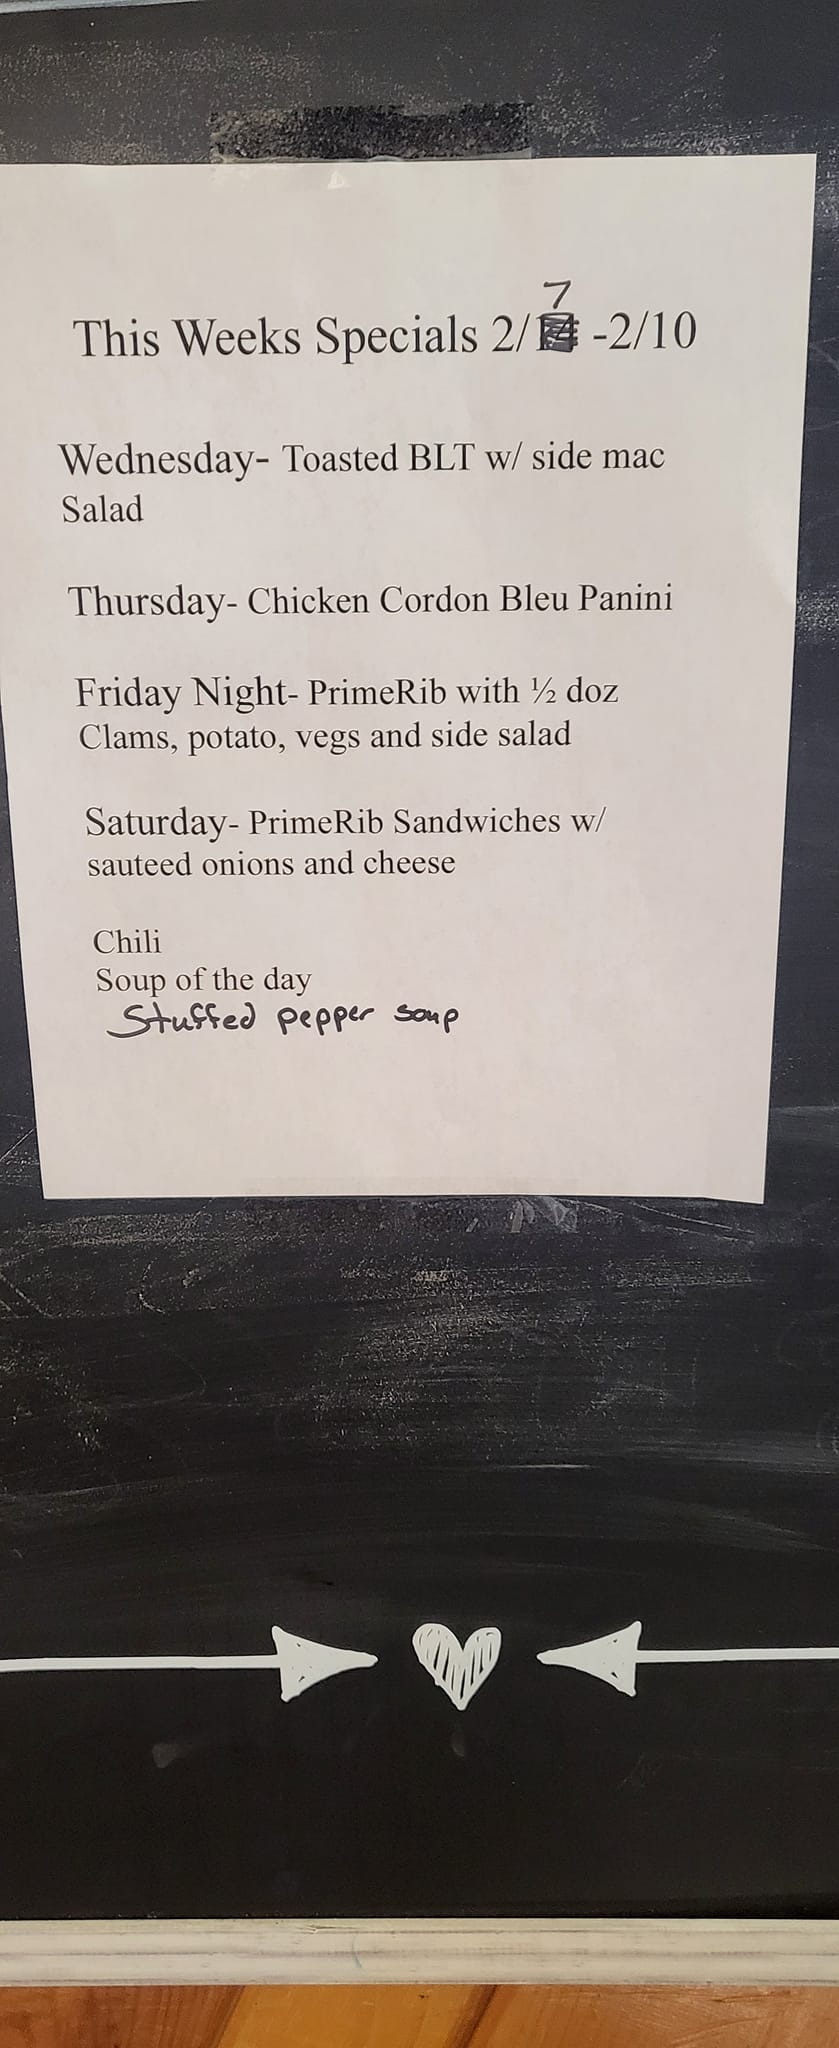 This Weeks Specials 2/7 -2/10
Wednesday- Toasted BLT w/ side mac
Salad
Thursday- Chicken Cordon Bleu Panini
Friday Night- PrimeRib with ½ doz
Clams, potato, vegs and side salad
Saturday- PrimeRib Sandwiches w/
sauteed onions and cheese
Chili
Soup of the day
Stuffed pepper soup